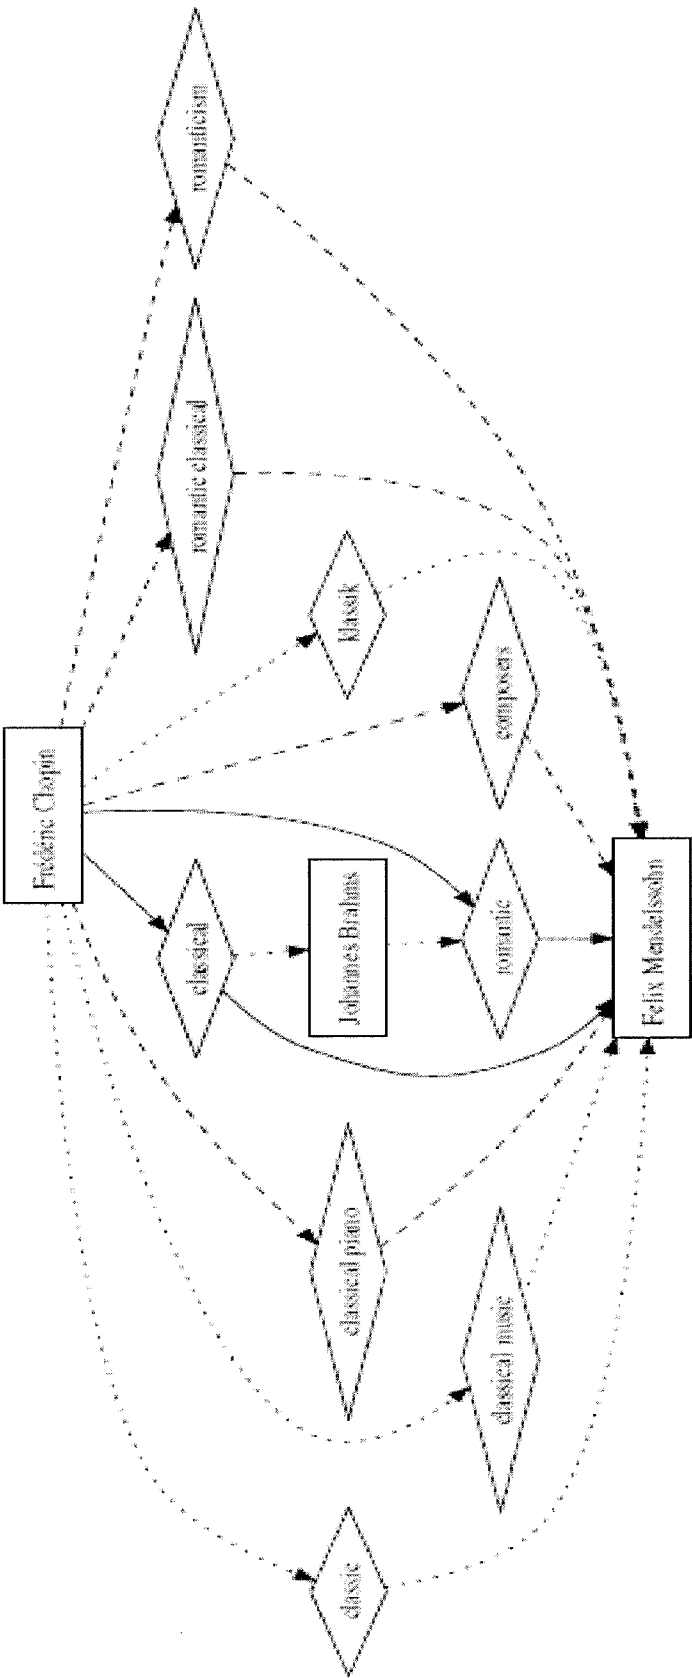 Frédéric Chopin
romanticism
romantic classical
classical
klassik
Johannes Brahms
classical piano
classic
composers
romantic
classical music
Felix Mendelssohn